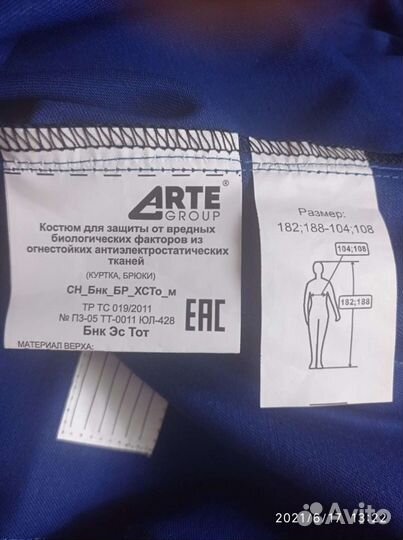 ARTE®
GROUP
Костюм для защиты от вредных
биологических факторов из
огнестойких антиэлектростатических
тканей
(КУРТКА, БРЮКИ)
СН_Бнк_БР_ХСТо_м
ТР ТС 019/2011
№ ПЗ-05 ТТ-0011 ЮЛ-428
Бнк Эс Тот
EAC
МАТЕРИАЛ ВЕРХА:
Размер:
182;188-104;108
104;108
182;188
2021/6/17 13:22
Avito